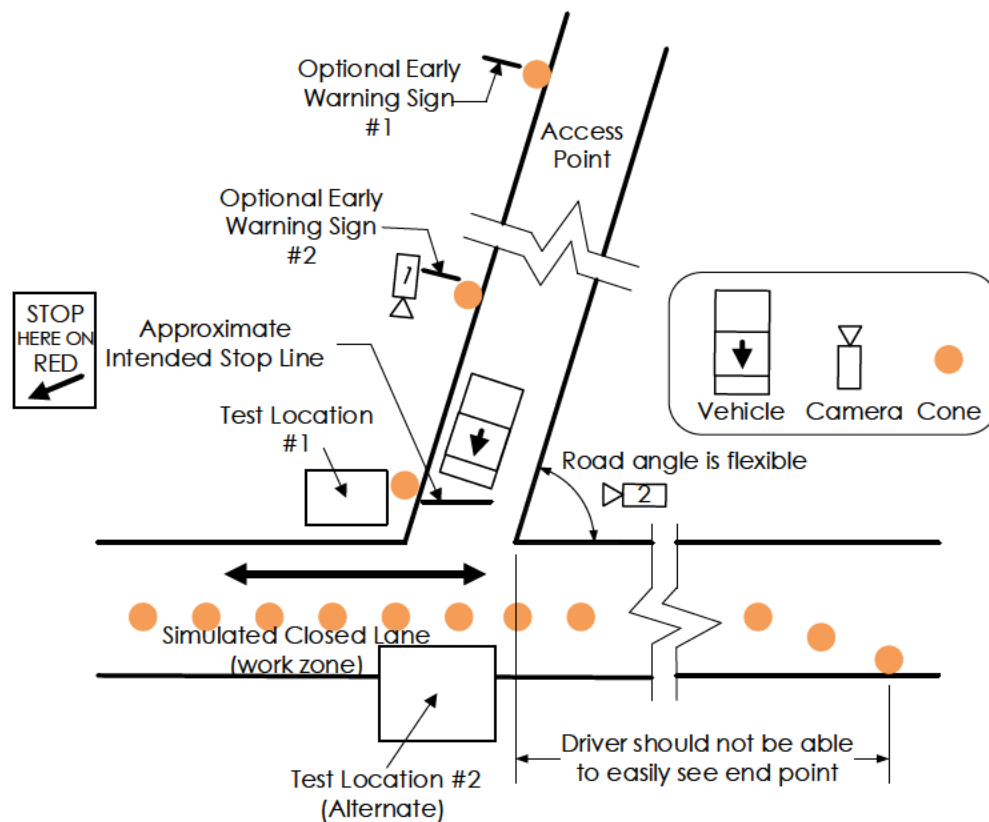 Optional Early
Warning Sign
#1
Access
Point
Optional Early
Warning Sign
#2
1
STOP
HERE ON
RED
Approximate
Intended Stop Line
Vehicle
Camera
Cone
Test Location
#1
Road angle is flexible
2
Simulated Closed Lane
(work zone)
Test Location #2
(Alternate)
Driver should not be able
to easily see end point